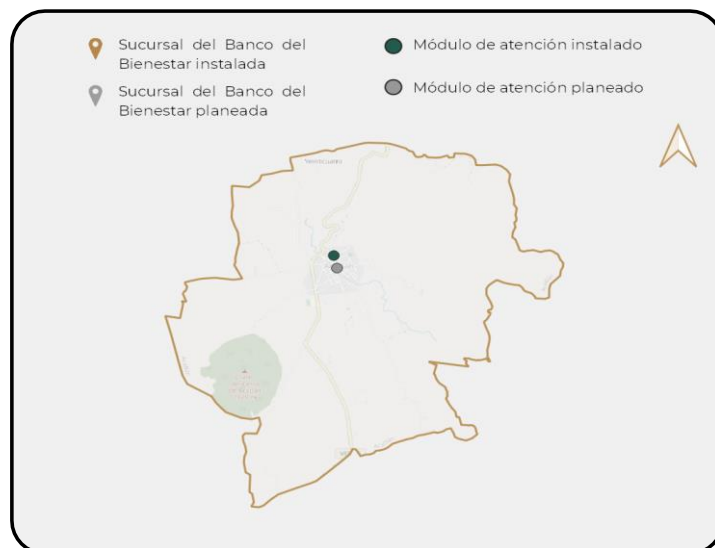 Sucursal del Banco del
Bienestar instalada
Módulo de atención instalado
Sucursal del Banco del
Bienestar planeada
Módulo de atención planeado